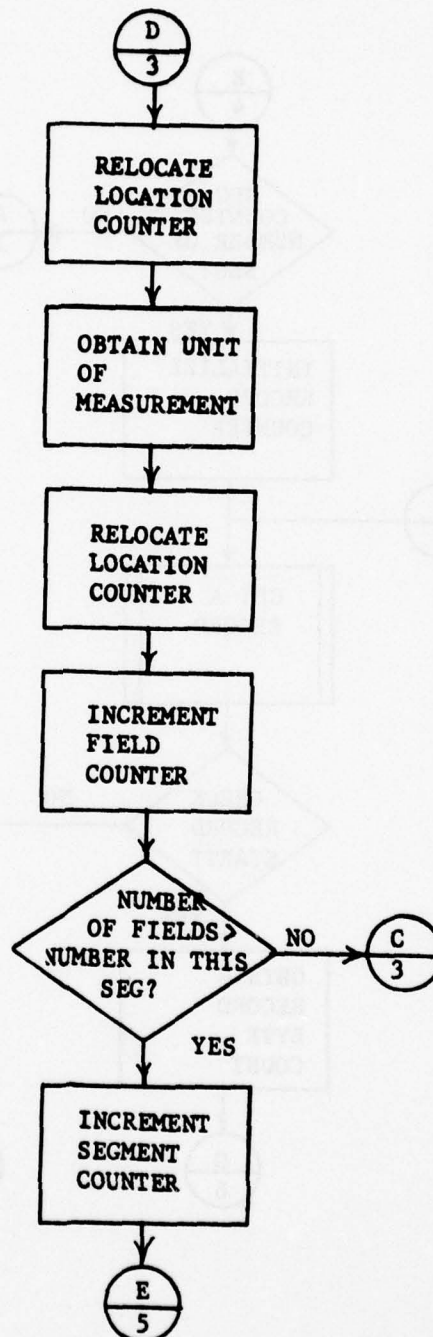 D
3
RELOCATE
LOCATION
COUNTER
OBTAIN UNIT
OF
MEASUREMENT
RELOCATE
LOCATION
COUNTER
INCREMENT
FIELD
COUNTER
NUMBER
OF FIELDS >
NUMBER IN THIS
SEG?
NO
C
3
YES
INCREMENT
SEGMENT
COUNTER
E
5